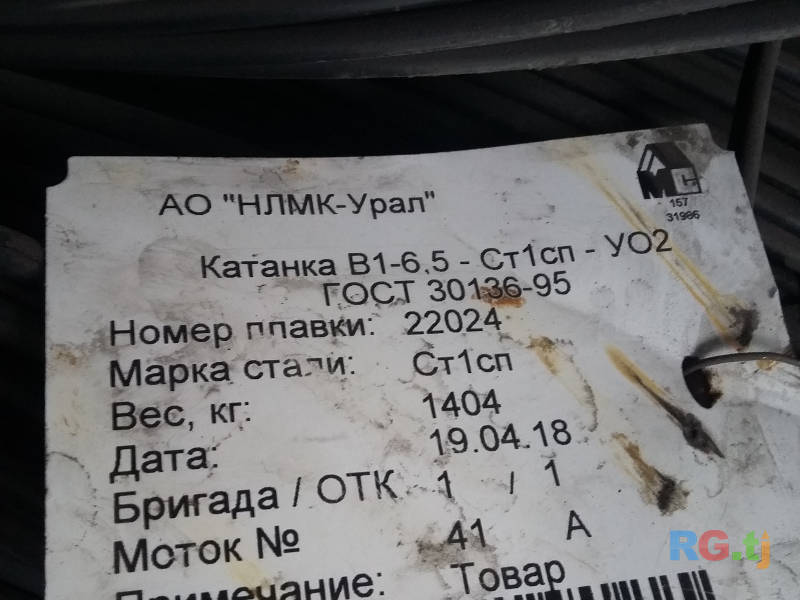 АО "НЛМК-Урал"
МН
157
31986
Катанка В1-6,5 - Ст1сп - УО2
ГОСТ 30136-95
Номер плавки: 22024
Марка стали: Ст1сп
Вес, кг: 1404
Дата: 19.04.18
Бригада / ОТК 1 / 1
Моток № 41 А
Примечание: Товар
RG.tj